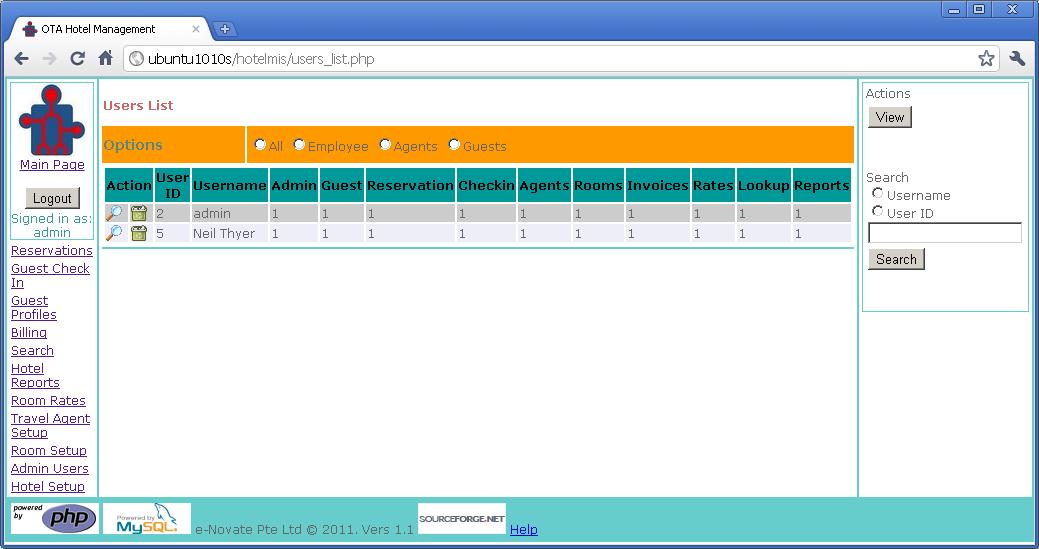 OTA Hotel Management
ubuntu1010s/hotelmis/users_list.php
Main Page
Logout
Signed in as:
admin
Reservations
Guest Check
In
Guest
Profiles
Billing
Search
Hotel
Reports
Room Rates
Travel Agent
Setup
Room Setup
Admin Users
Hotel Setup
Users List
Options All Employee Agents Guests
Action User ID Username Admin Guest Reservation Checkin Agents Rooms Invoices Rates Lookup Reports
2 admin 1 1 1 1 1 1 1 1 1 1
5 Neil Thyer 1 1 1 1 1 1 1 1 1 1
Actions
View
Search
Username
User ID
Search
powered by php Powered by MySQL e-Novate Pte Ltd © 2011. Vers 1.1 SOURCEFORGE.NET Help